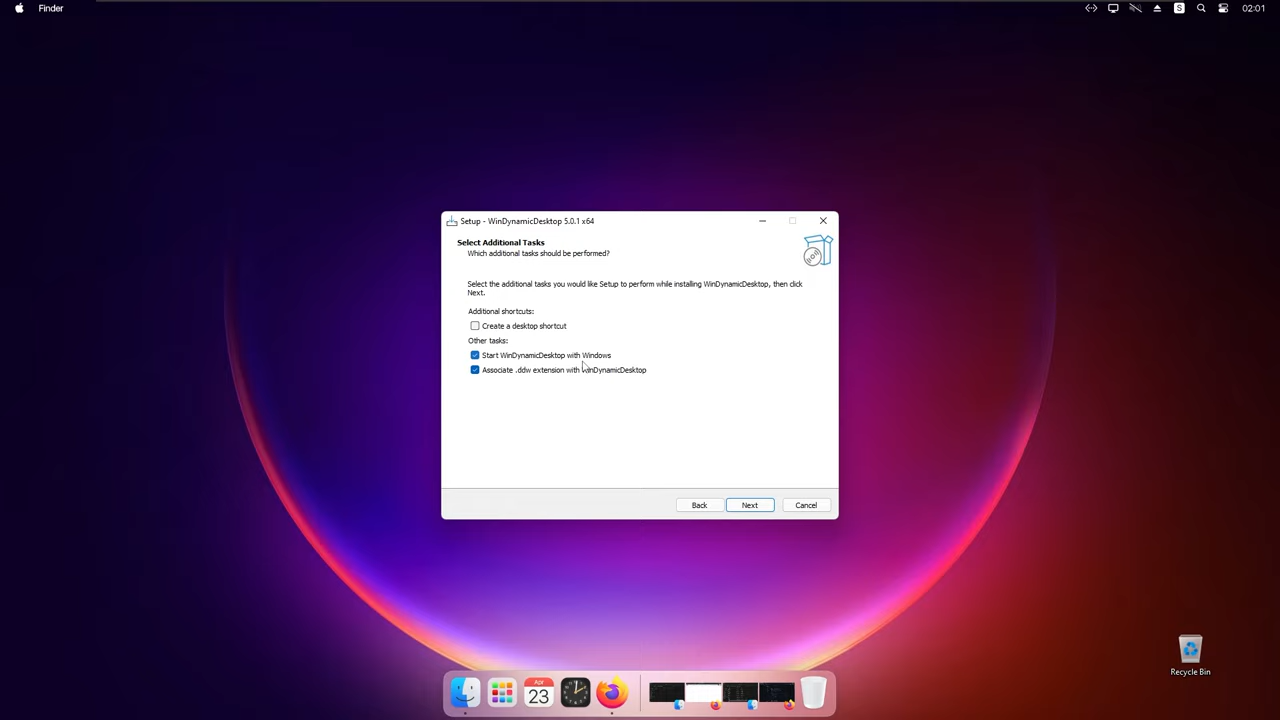 Finder
S
02:01
Setup - WinDynamicDesktop 5.0.1 x64
Select Additional Tasks
Which additional tasks should be performed?
Select the additional tasks you would like Setup to perform while installing WinDynamicDesktop, then click
Next.
Additional shortcuts:
Create a desktop shortcut
Other tasks:
Start WinDynamicDesktop with Windows
Associate .ddw extension with WinDynamicDesktop
Back
Next
Cancel
Recycle Bin
Apr
23